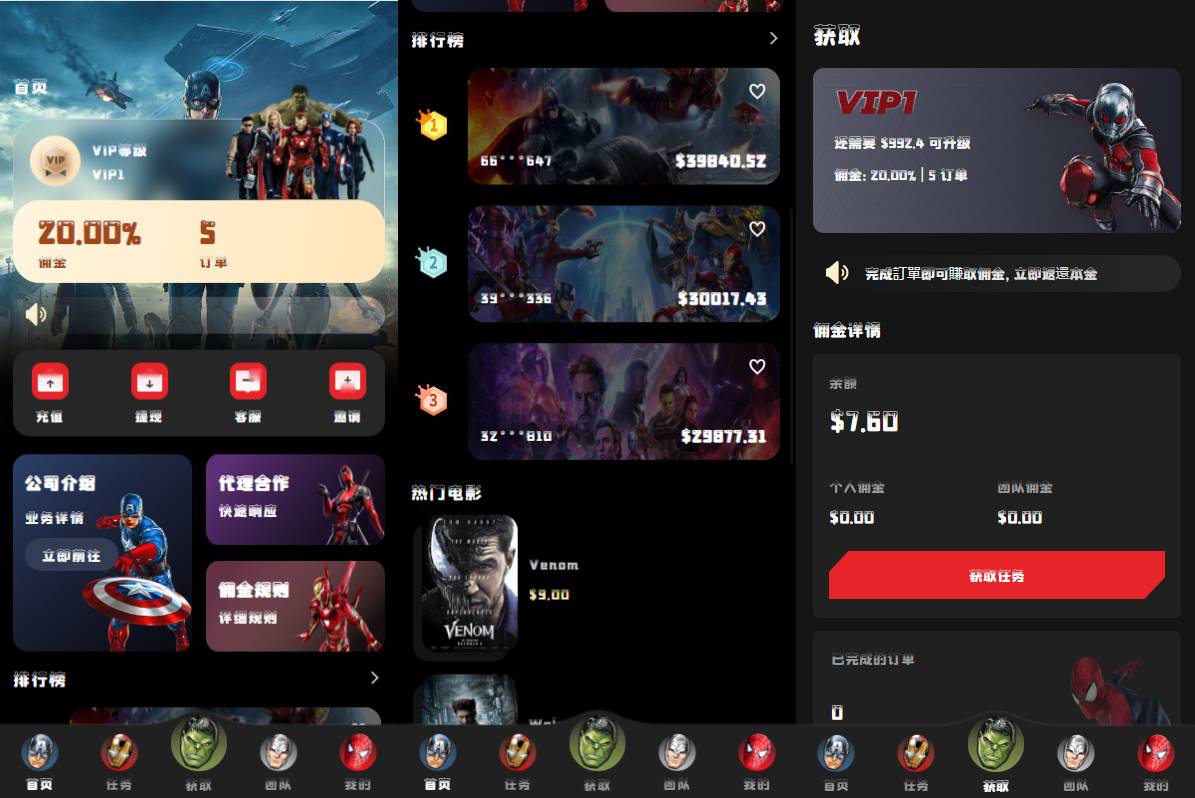 首页
VIP
VIP等级
VIP1
20.00%
5
佣金
订单
充值
提现
客服
邀请
公司介绍
业务详情
立即前往
代理合作
快速响应
佣金规则
详细规则
排行榜
首页
任务
获取
团队
我的
排行榜
1
66***647
$39840.52
2
39***336
$30017.43
3
32***810
$29877.31
热门电影
TOM HARDY
VENOM
Venom
$9.00
首页
任务
获取
团队
我的
获取
VIP1
还需要 $992.4 可升级
佣金: 20.00% | 5 订单
完成訂單即可賺取佣金, 立即返還本金
佣金详情
余额
$7.60
个人佣金
团队佣金
$0.00
$0.00
获取任务
已完成的订单
0
首页
任务
获取
团队
我的